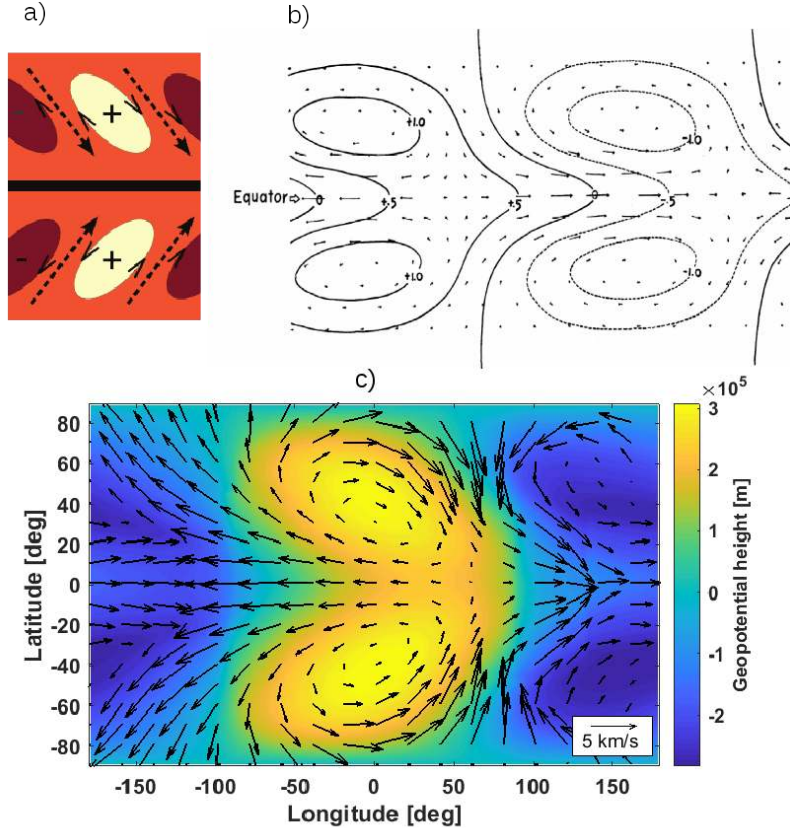 a)
b)
-
+
-
+
+1.0
-1.0
Equator 0 +.5 +.5 0 -.5
+1.0
-1.0
c)
×10⁵
80
60
40
20
0
-20
-40
-60
-80
Latitude [deg]
3
2
1
0
-1
-2
Geopotential height [m]
5 km/s
-150 -100 -50 0 50 100 150
Longitude [deg]